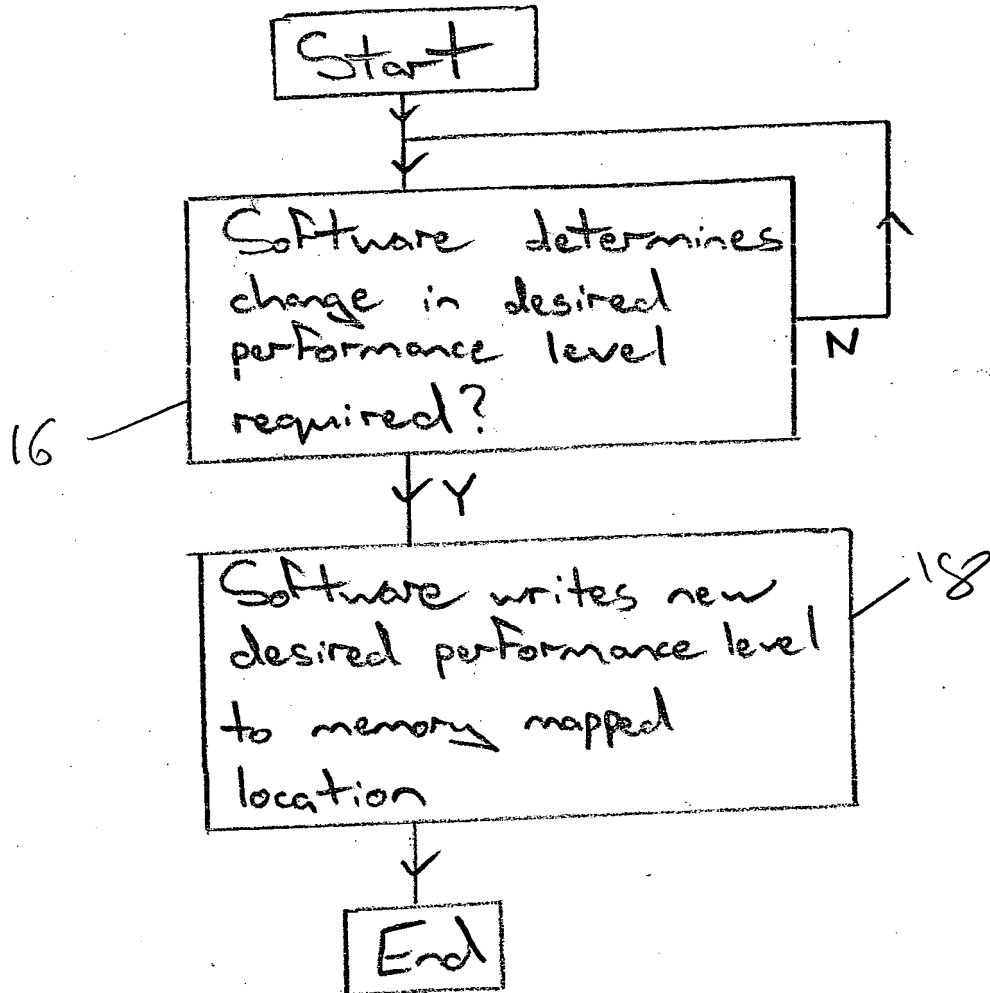 Start
Software determines
change in desired
performance level
required?
N
16
Y
Software writes new
desired performance level
to memory mapped
location
18
End